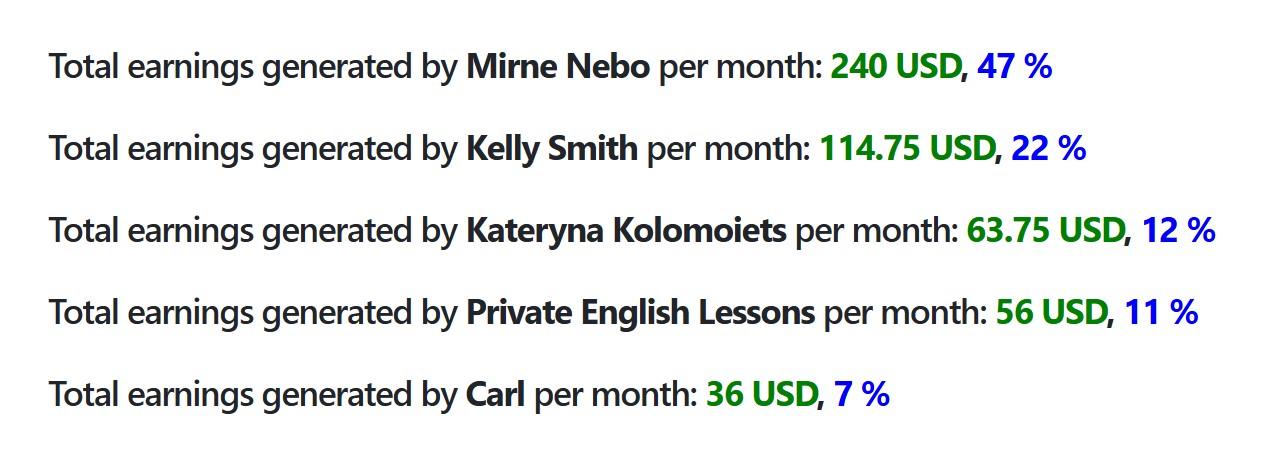 Total earnings generated by Mirne Nebo per month: 240 USD, 47 %
Total earnings generated by Kelly Smith per month: 114.75 USD, 22 %
Total earnings generated by Kateryna Kolomoiets per month: 63.75 USD, 12 %
Total earnings generated by Private English Lessons per month: 56 USD, 11 %
Total earnings generated by Carl per month: 36 USD, 7 %